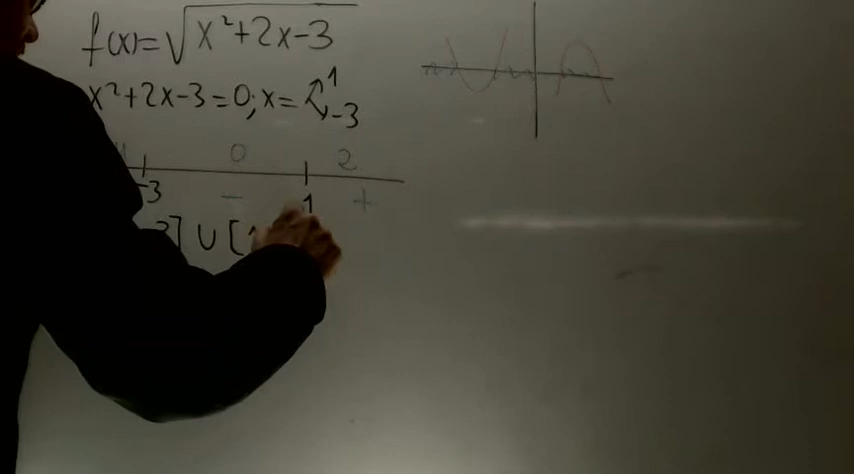 f(x)=√x²+2x-3
x²+2x-3=0; x= 1
-3
0 2
-3 - 1 +
] ∪ [